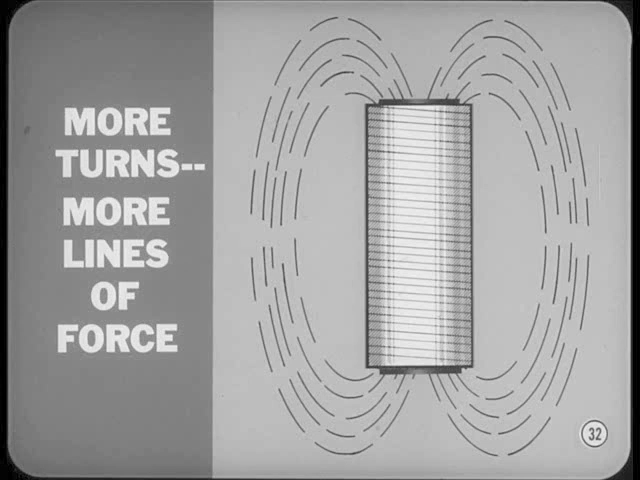 MORE
TURNS--
MORE
LINES
OF
FORCE
32